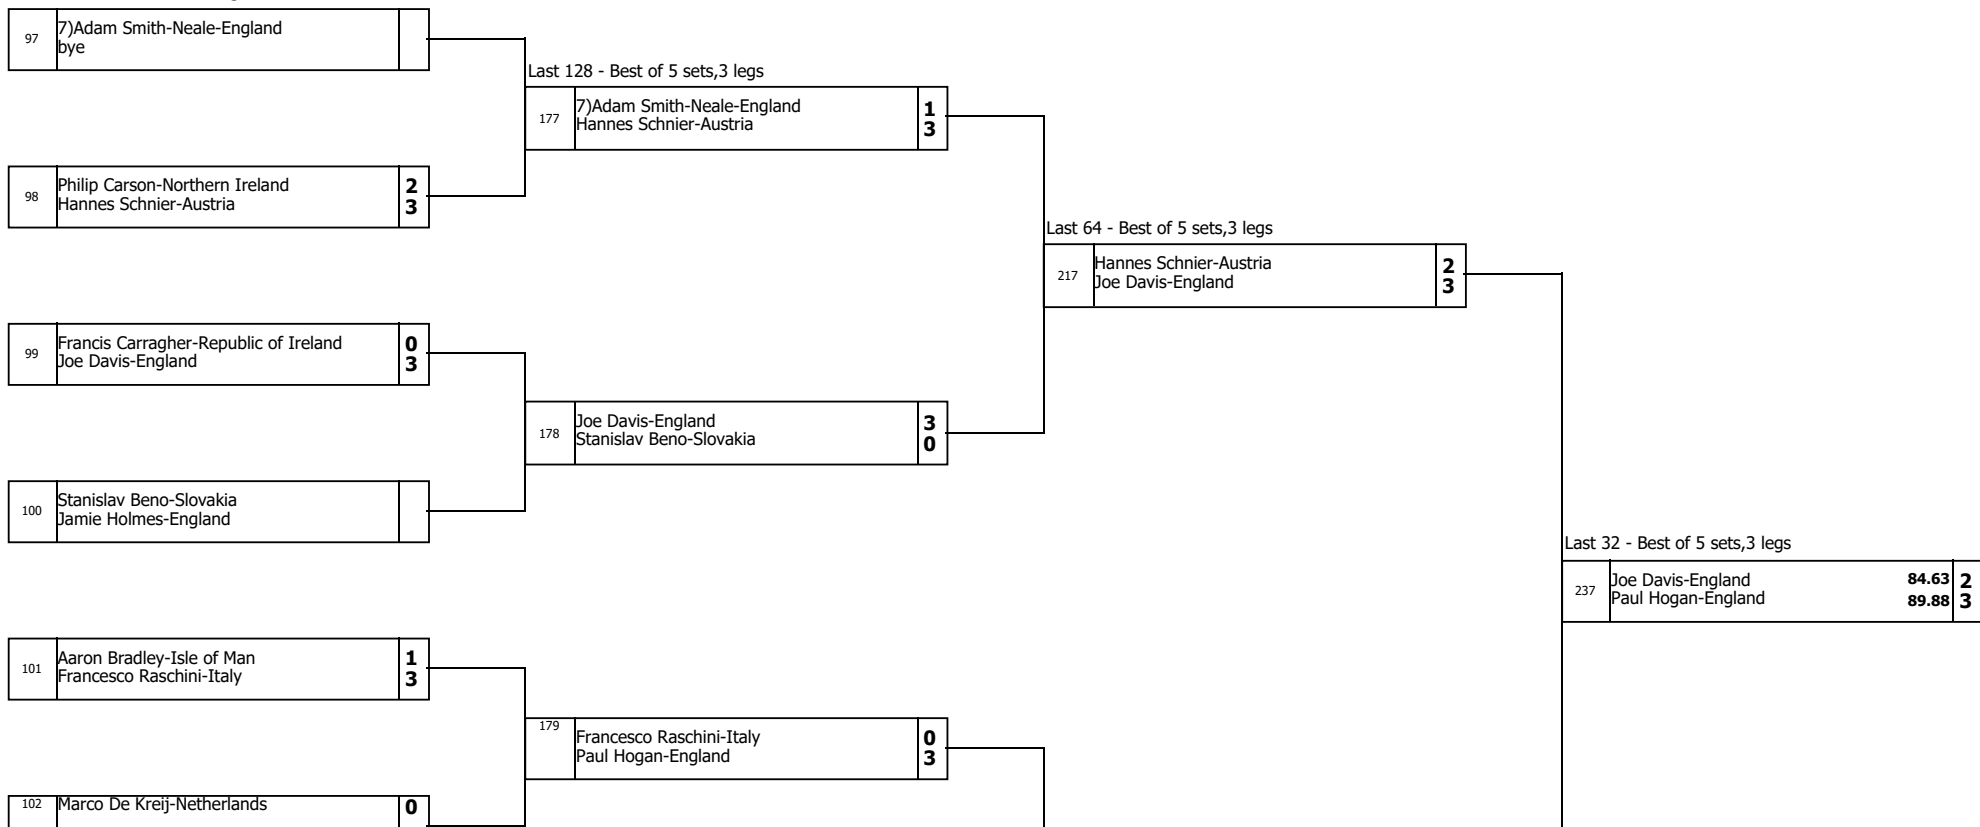 97
7)Adam Smith-Neale-England
bye
Last 128 - Best of 5 sets,3 legs
177
7)Adam Smith-Neale-England 1
Hannes Schnier-Austria 3
98
Philip Carson-Northern Ireland 2
Hannes Schnier-Austria 3
Last 64 - Best of 5 sets,3 legs
217
Hannes Schnier-Austria 2
Joe Davis-England 3
99
Francis Carragher-Republic of Ireland 0
Joe Davis-England 3
178
Joe Davis-England 3
Stanislav Beno-Slovakia 0
100
Stanislav Beno-Slovakia
Jamie Holmes-England
Last 32 - Best of 5 sets,3 legs
237
Joe Davis-England 84.63 2
Paul Hogan-England 89.88 3
101
Aaron Bradley-Isle of Man 1
Francesco Raschini-Italy 3
179
Francesco Raschini-Italy 0
Paul Hogan-England 3
102 Marco De Kreij-Netherlands 0